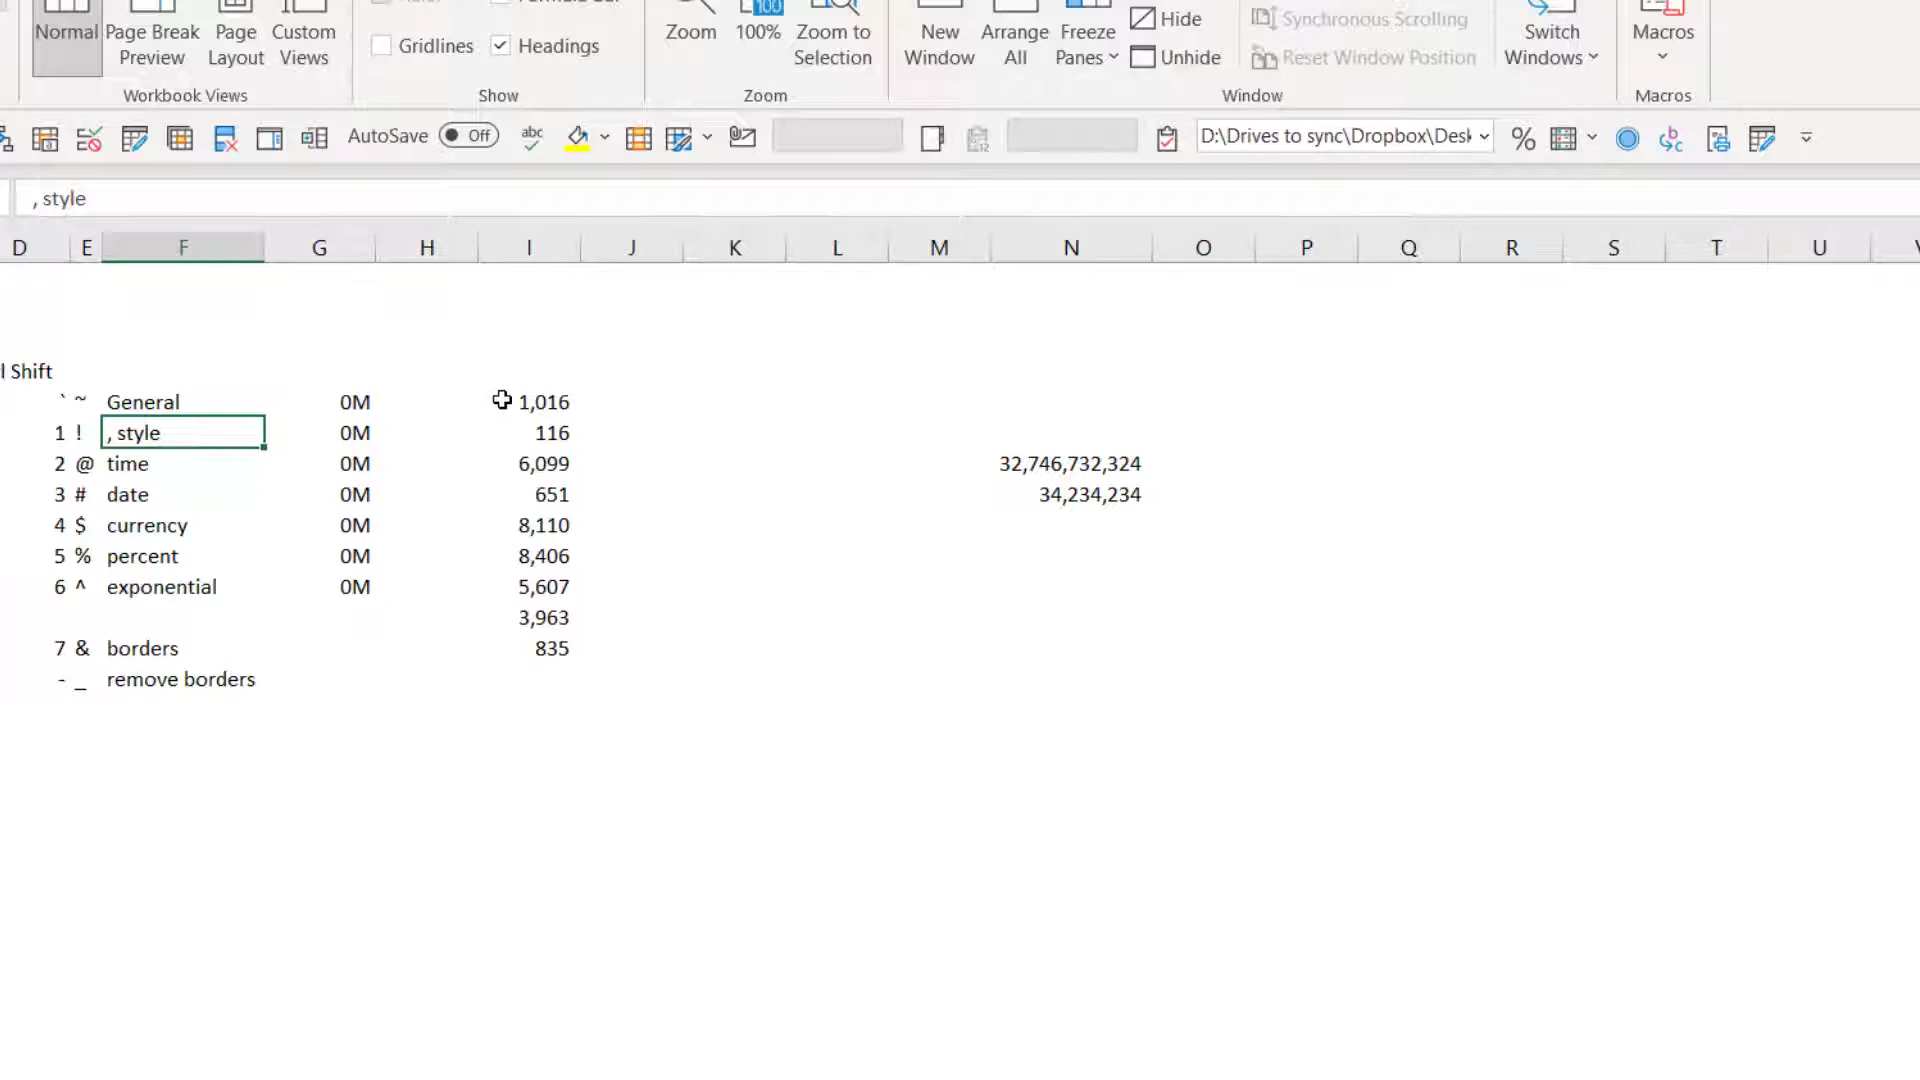 Normal Page Break Preview Page Layout Custom Views
Gridlines Headings
Workbook Views Show
Zoom 100% Zoom to Selection
Zoom
New Window Arrange All Freeze Panes Hide Unhide
Synchronous Scrolling
Reset Window Position
Switch Windows
Window
Macros
Macros
AutoSave Off abc D:\Drives to sync\Dropbox\Desk %
, style
D E F G H I J K L M N O P Q R S T U
l Shift
` ~ General 0M 1,016
1 ! , style 0M 116
2 @ time 0M 6,099 32,746,732,324
3 # date 0M 651 34,234,234
4 $ currency 0M 8,110
5 % percent 0M 8,406
6 ^ exponential 0M 5,607
3,963
7 & borders 835
- _ remove borders